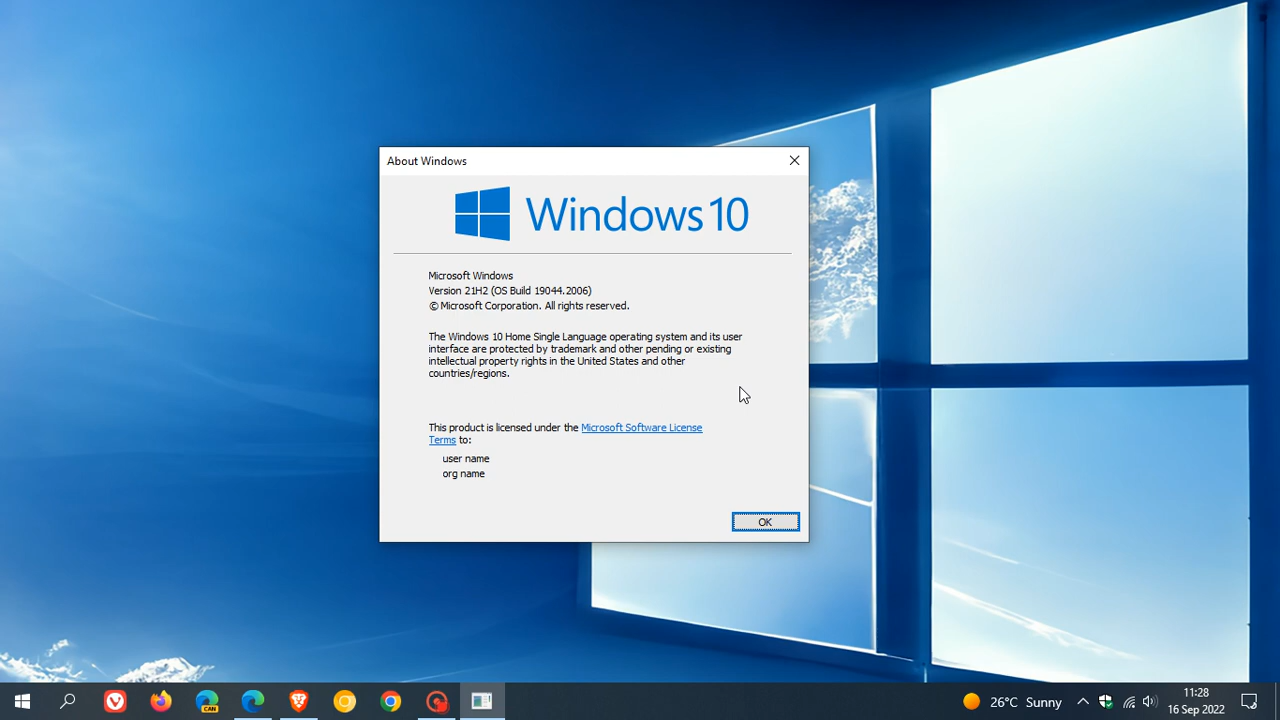 About Windows
Windows 10
Microsoft Windows
Version 21H2 (OS Build 19044.2006)
© Microsoft Corporation. All rights reserved.
The Windows 10 Home Single Language operating system and its user
interface are protected by trademark and other pending or existing
intellectual property rights in the United States and other
countries/regions.
This product is licensed under the Microsoft Software License
Terms to:
user name
org name
OK
CAN
26°C Sunny
11:28
16 Sep 2022